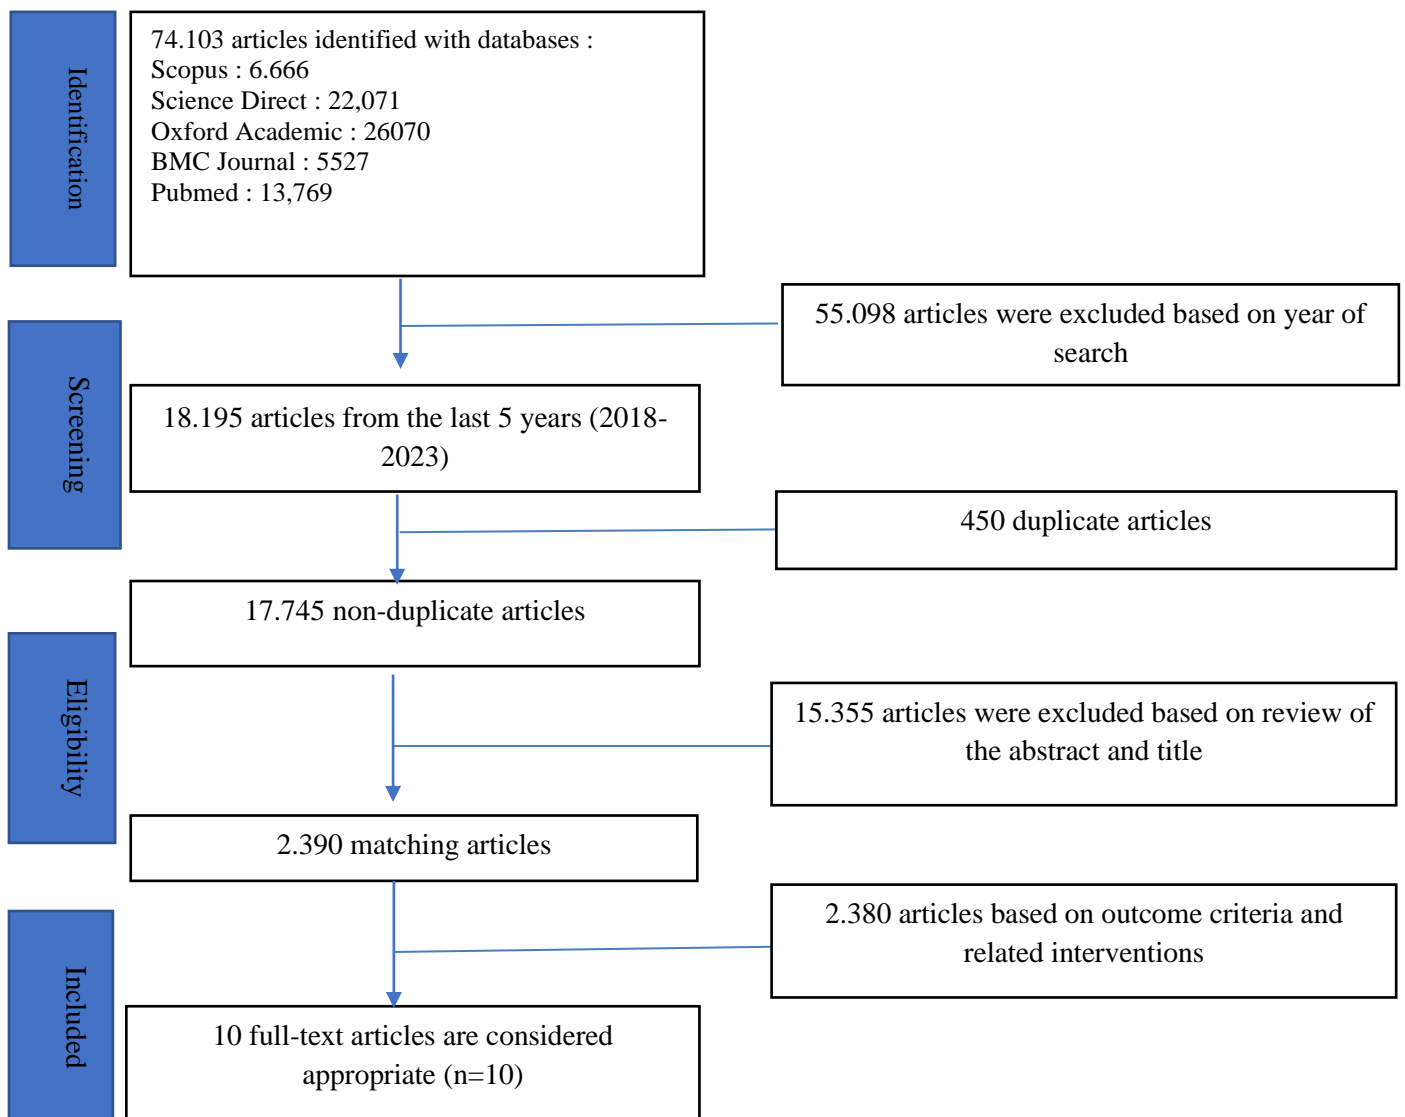 Identification
74.103 articles identified with databases :
Scopus : 6.666
Science Direct : 22,071
Oxford Academic : 26070
BMC Journal : 5527
Pubmed : 13,769
55.098 articles were excluded based on year of
search
Screening
18.195 articles from the last 5 years (2018-
2023)
450 duplicate articles
17.745 non-duplicate articles
Eligibility
15.355 articles were excluded based on review of
the abstract and title
2.390 matching articles
2.380 articles based on outcome criteria and
related interventions
Included
10 full-text articles are considered
appropriate (n=10)